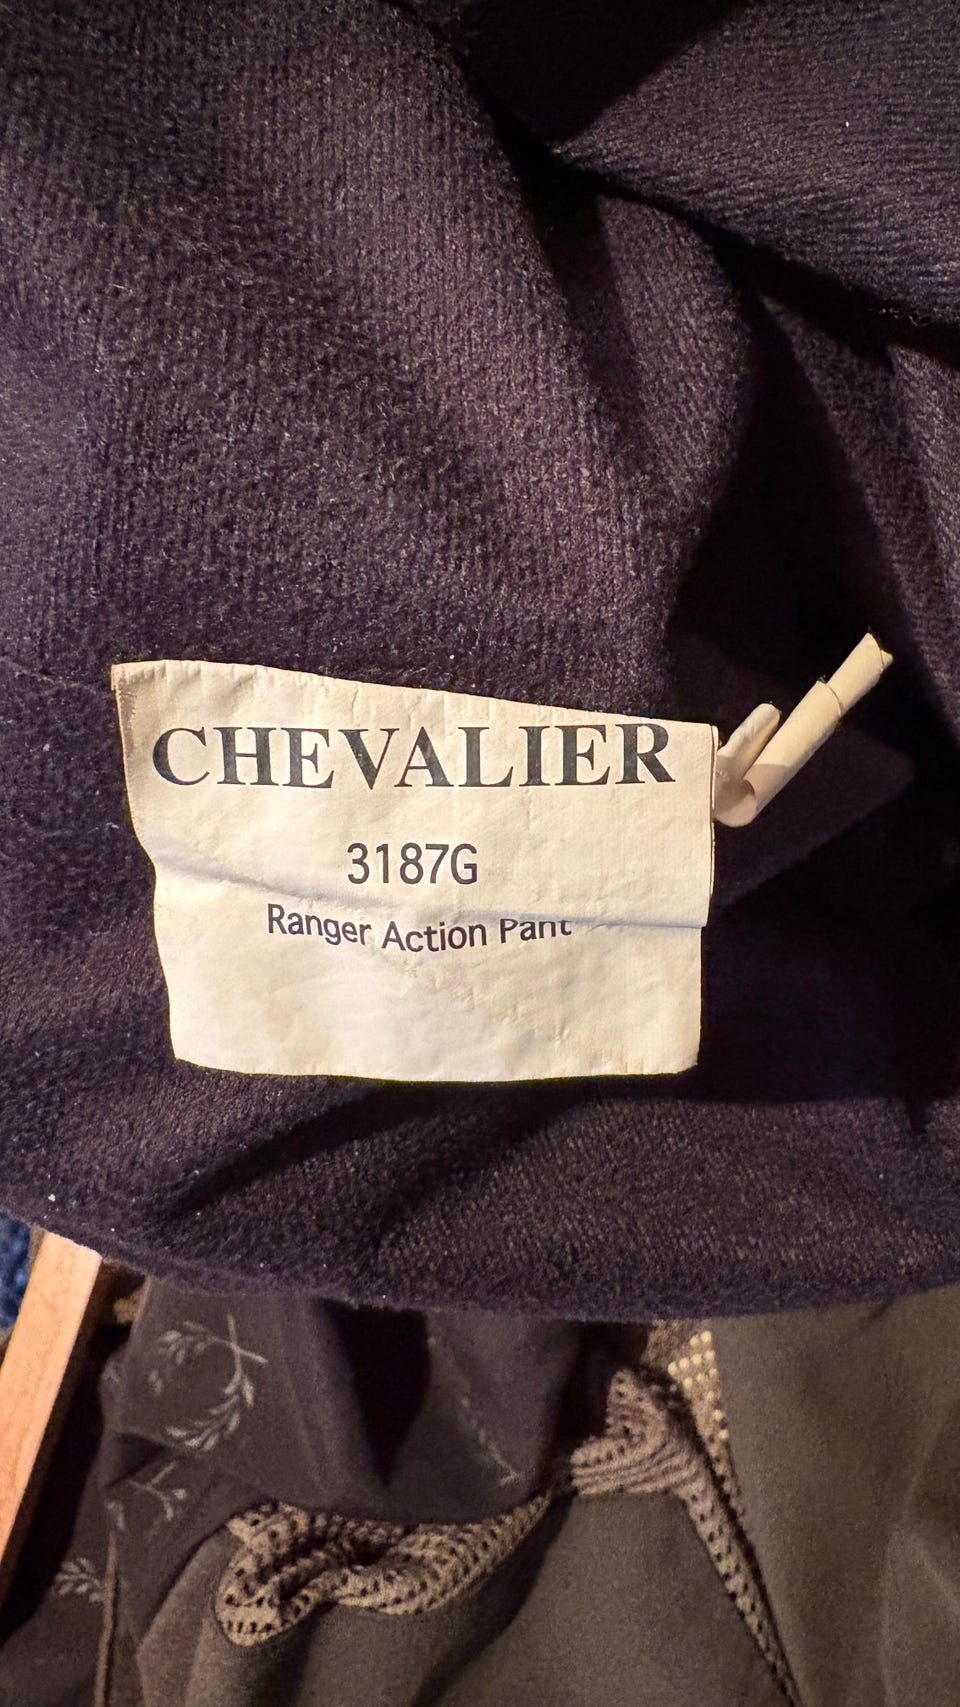 CHEVALIER
3187G
Ranger Action Pant